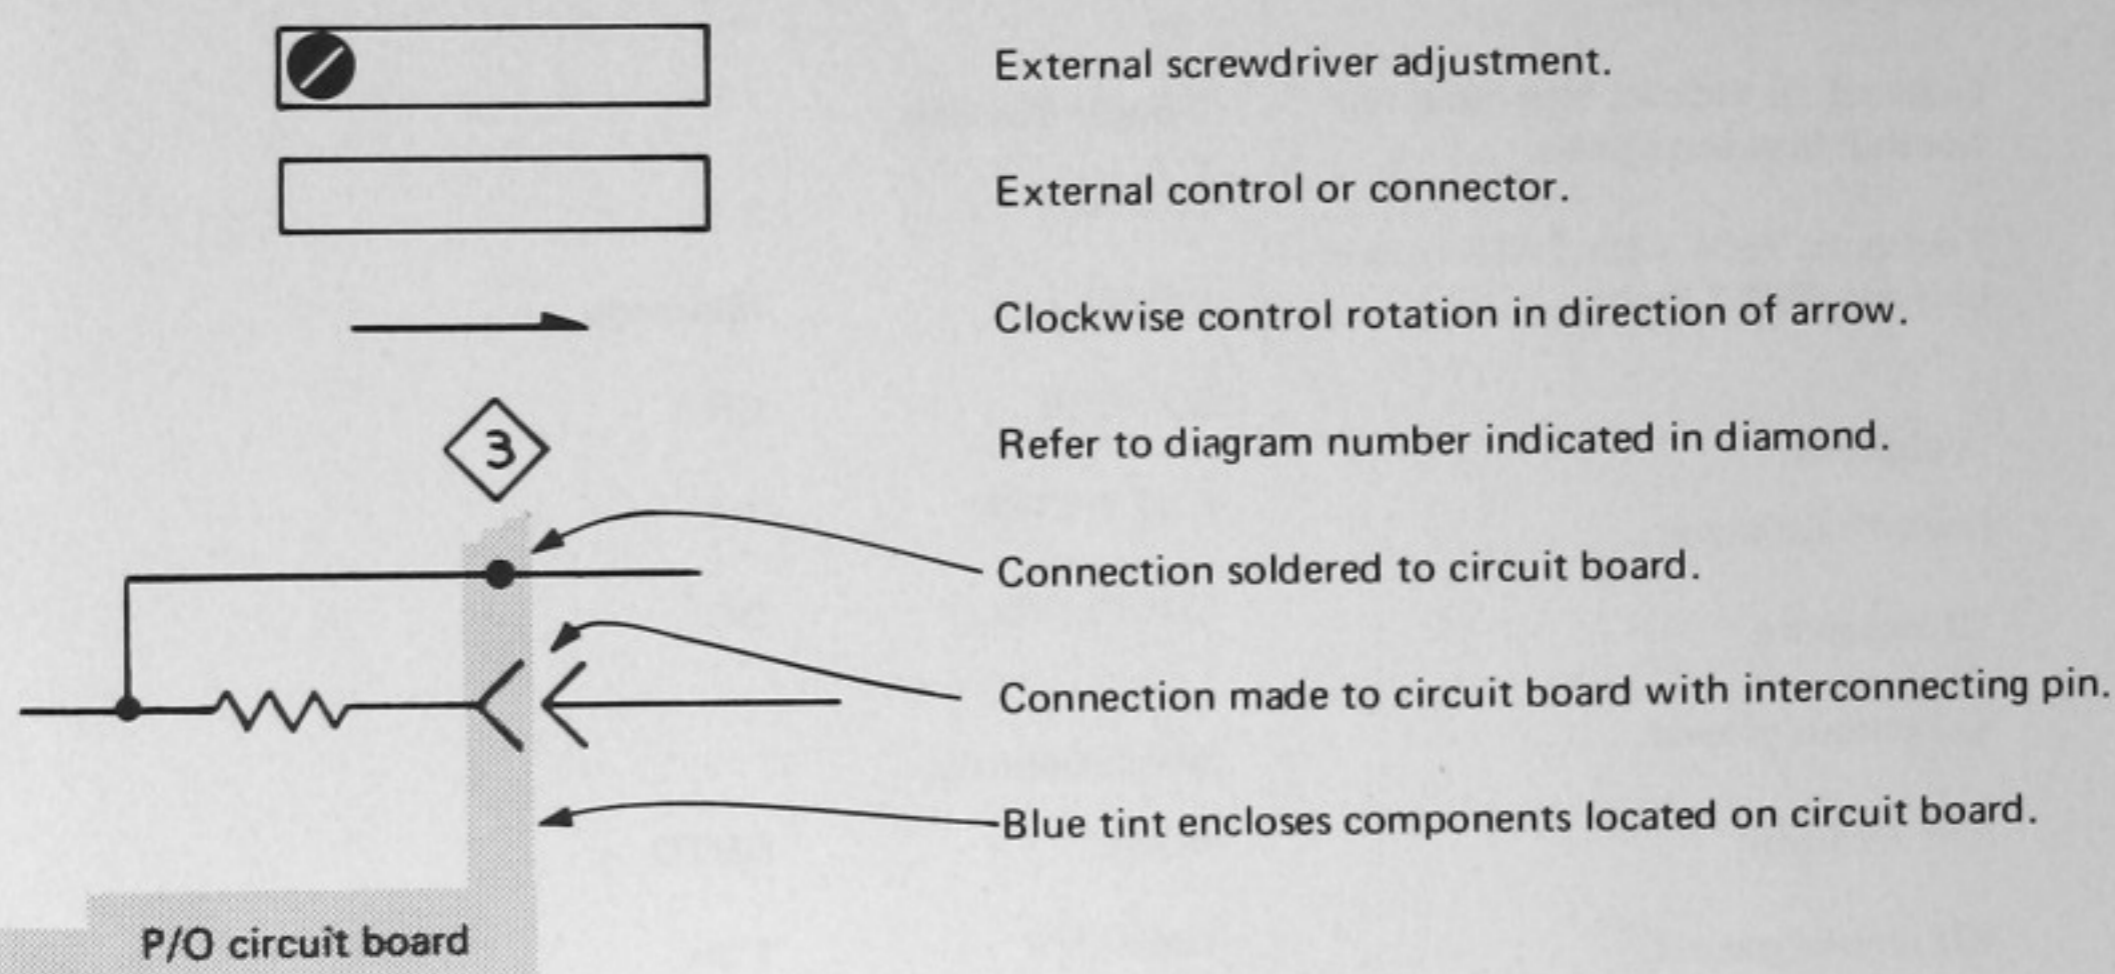 External screwdriver adjustment.
External control or connector.
Clockwise control rotation in direction of arrow.
3
Refer to diagram number indicated in diamond.
Connection soldered to circuit board.
Connection made to circuit board with interconnecting pin.
Blue tint encloses components located on circuit board.
P/O circuit board